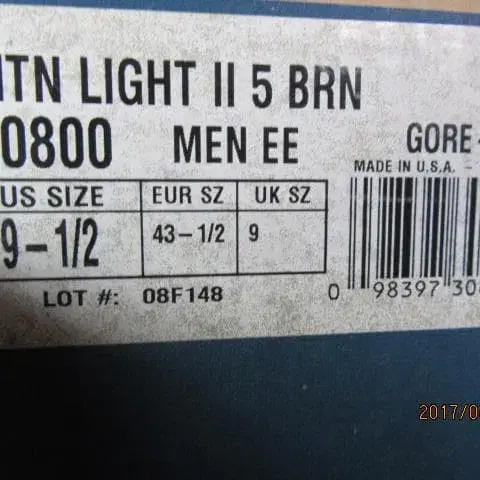 MTN LIGHT II 5 BRN
0800 MEN EE GORE-
MADE IN U.S.A. -
US SIZE EUR SZ UK SZ
9-1/2 43-1/2 9
LOT #: 08F148
0 98397 30
2017/0